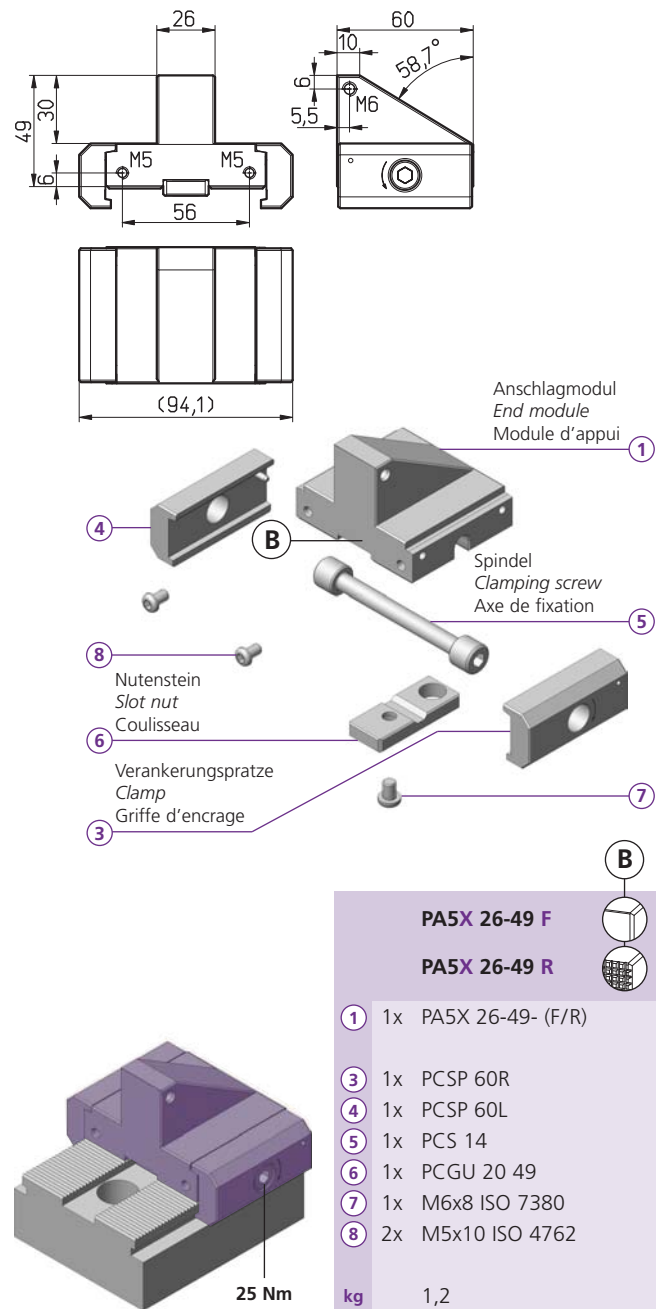 26
49
30
6
M5
M5
56
60
10
58,7°
6
M6
5,5
(94,1)
Anschlagmodul
End module
Module d'appui
1
4
B
Spindel
Clamping screw
Axe de fixation
5
8
Nutenstein
Slot nut
Coulisseau
6
Verankerungspratze
Clamp
Griffe d'encrage
3
7
B
PA5X 26-49 F
PA5X 26-49 R
1 1x PA5X 26-49- (F/R)
3 1x PCSP 60R
4 1x PCSP 60L
5 1x PCS 14
6 1x PCGU 20 49
7 1x M6x8 ISO 7380
8 2x M5x10 ISO 4762
kg 1,2
25 Nm